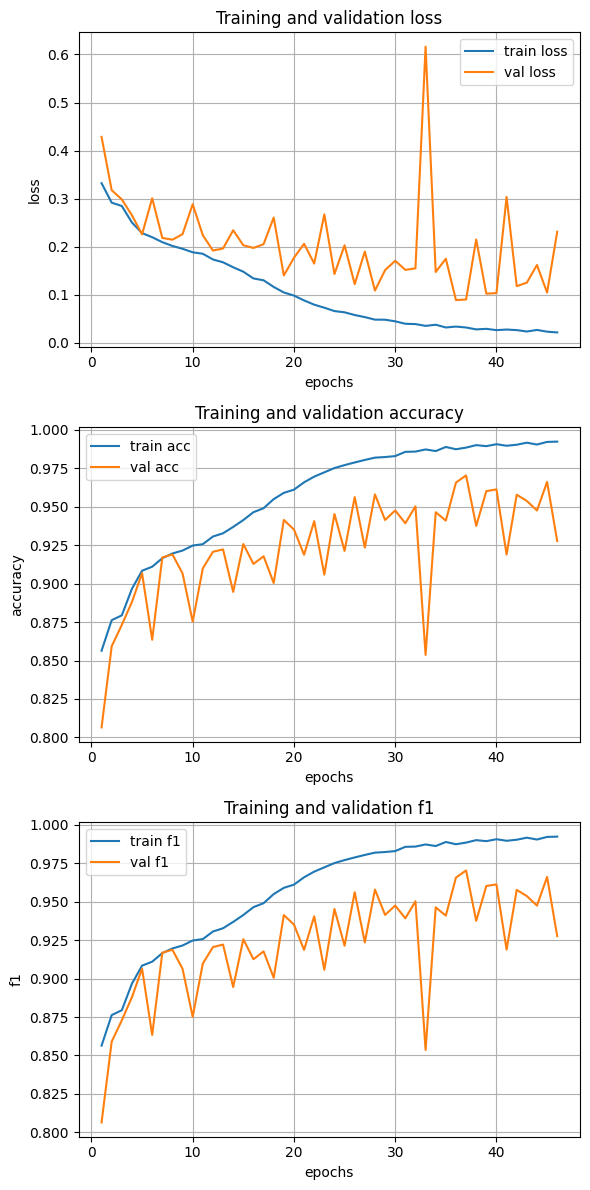 Training and validation loss
0.6
0.5
0.4
0.3
0.2
0.1
0.0
loss
train loss
val loss
0 10 20 30 40
epochs
Training and validation accuracy
1.000
0.975
0.950
0.925
0.900
0.875
0.850
0.825
0.800
accuracy
train acc
val acc
0 10 20 30 40
epochs
Training and validation f1
1.000
0.975
0.950
0.925
0.900
0.875
0.850
0.825
0.800
f1
train f1
val f1
0 10 20 30 40
epochs